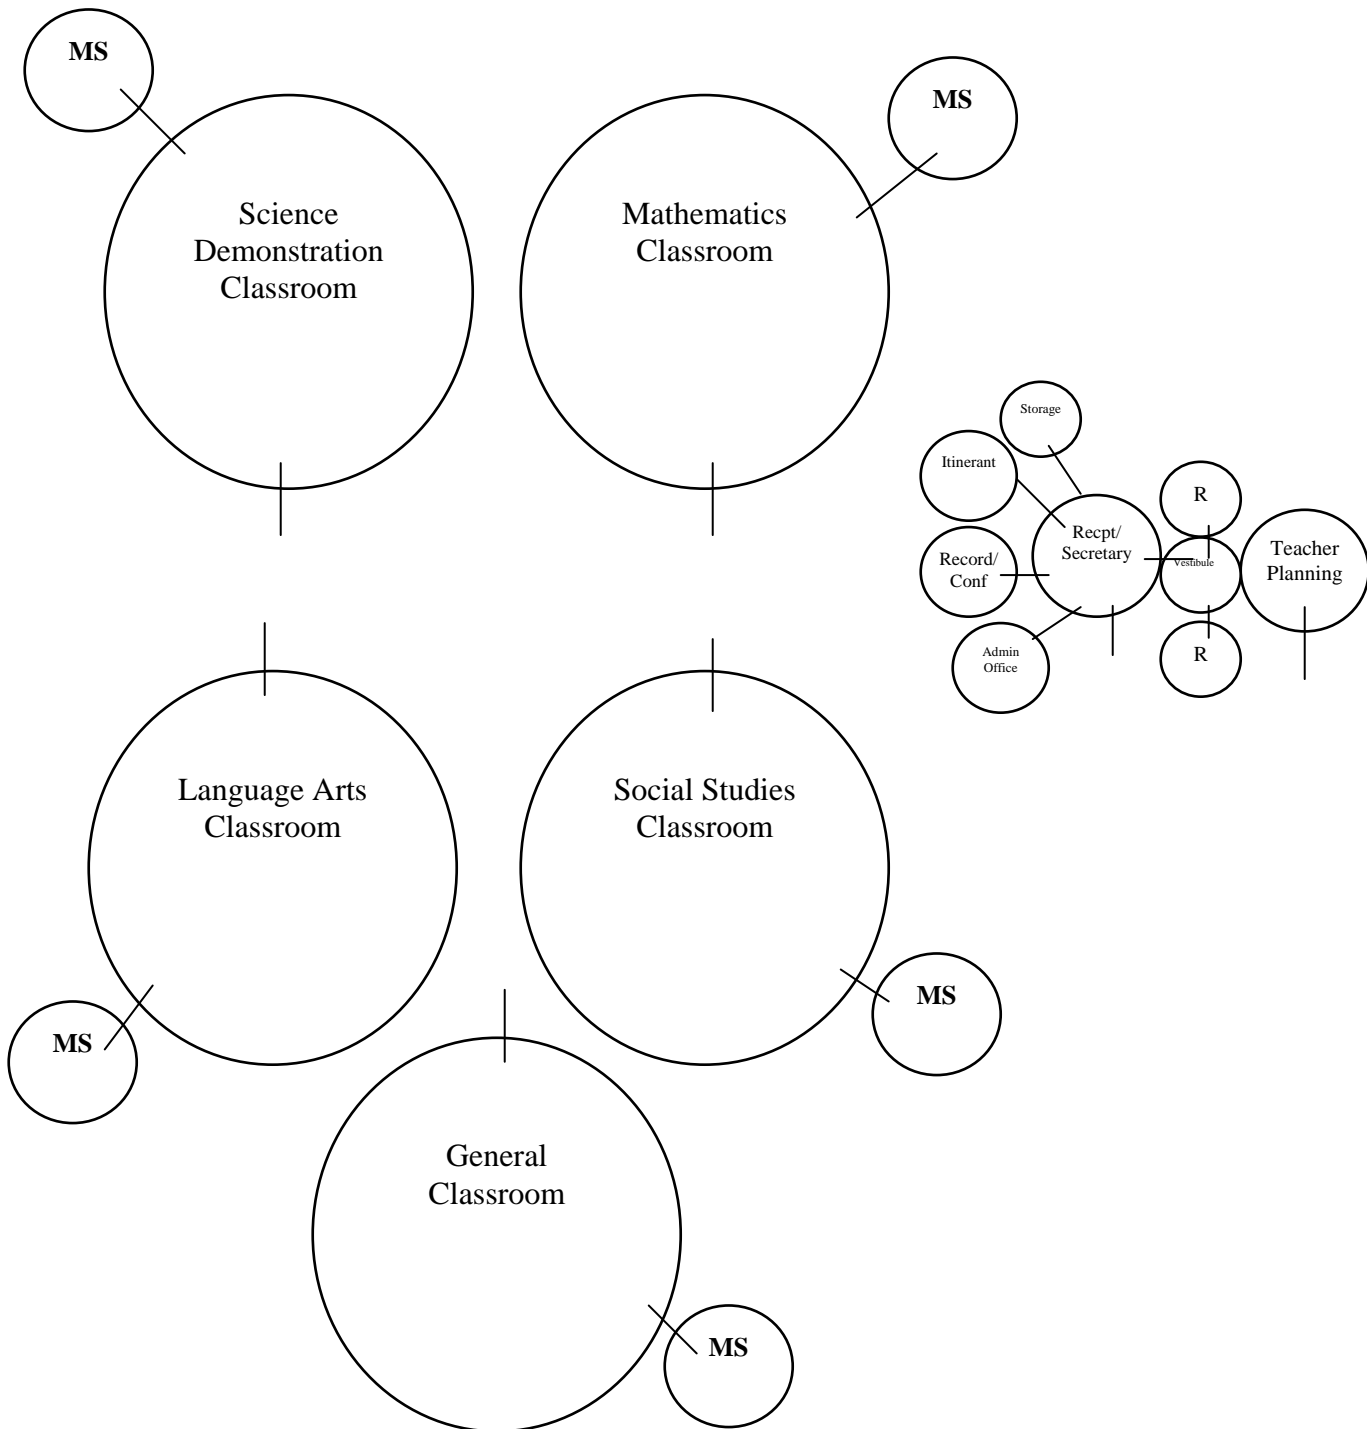 MS
MS
Science
Demonstration
Classroom
Mathematics
Classroom
Storage
Itinerant
R
Recpt/
Secretary
Record/
Conf
Vestibule
Teacher
Planning
Admin
Office
R
Language Arts
Classroom
Social Studies
Classroom
MS
MS
General
Classroom
MS